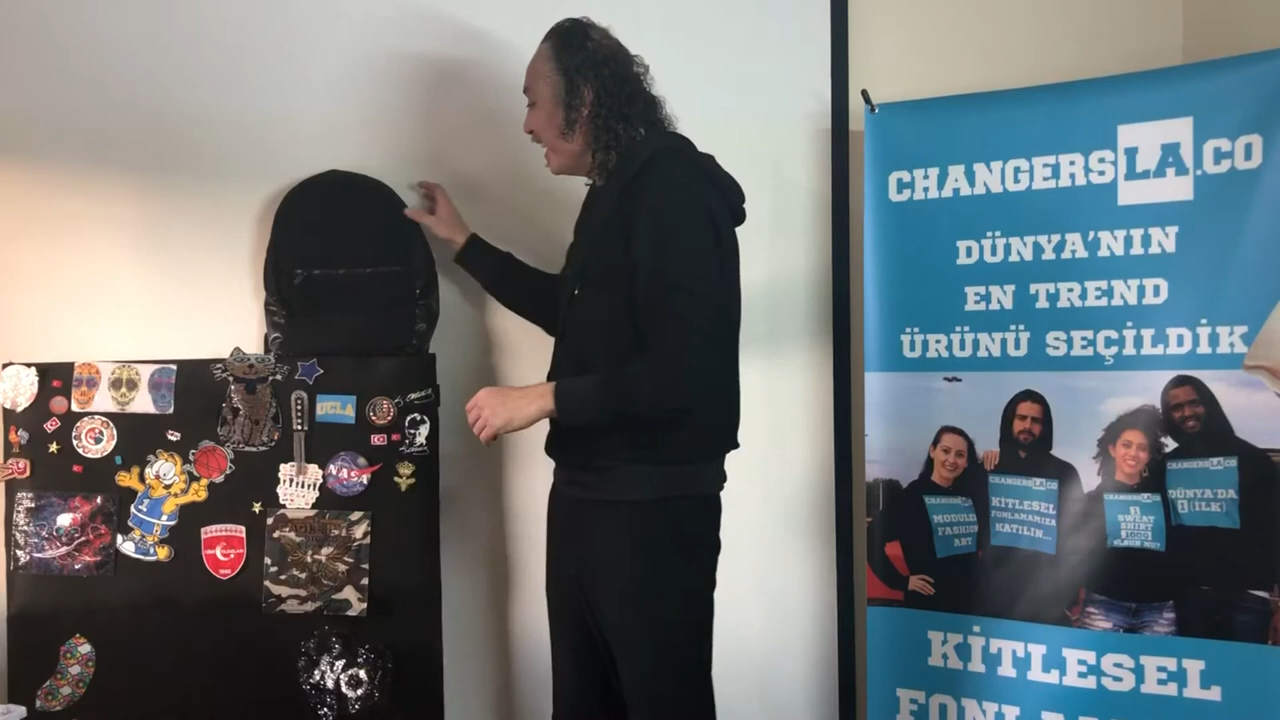 CHANGERSLA.CO
DÜNYA'NIN
EN TREND
ÜRÜNÜ SEÇİLDİK
CHANGERSLA.CO
MODULER
FASHION
ART
CHANGERSLA.CO
KİTLESEL
FONLAMAMIZA
KATILIN...
CHANGERSLA.CO
SWEAT
SHIRT
1000
OLSUN MU?
CHANGERSLA.CO
DÜNYA'DA
1 (İLK)
KİTLESEL
UCLA
NASA
1